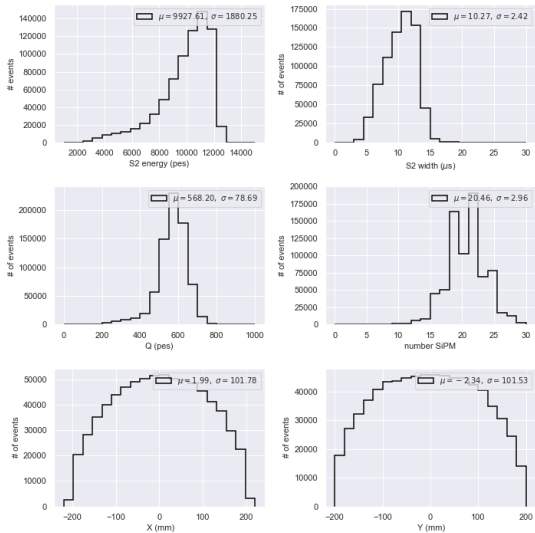 μ = 9927.61, σ = 1880.25
# of events
140000
120000
100000
80000
60000
40000
20000
0
2000 4000 6000 8000 10000 12000 14000
S2 energy (pes)
μ = 10.27, σ = 2.42
# of events
175000
150000
125000
100000
75000
50000
25000
0
0 5 10 15 20 25 30
S2 width (μs)
μ = 568.20, σ = 78.69
# of events
200000
150000
100000
50000
0
0 200 400 600 800 1000
Q (pes)
μ = 20.46, σ = 2.96
# of events
200000
175000
150000
125000
100000
75000
50000
25000
0
0 5 10 15 20 25 30
number SiPM
μ = 1.99, σ = 101.78
# of events
50000
40000
30000
20000
10000
0
−200 −100 0 100 200
X (mm)
μ = −2.34, σ = 101.53
# of events
40000
30000
20000
10000
0
−200 −100 0 100 200
Y (mm)